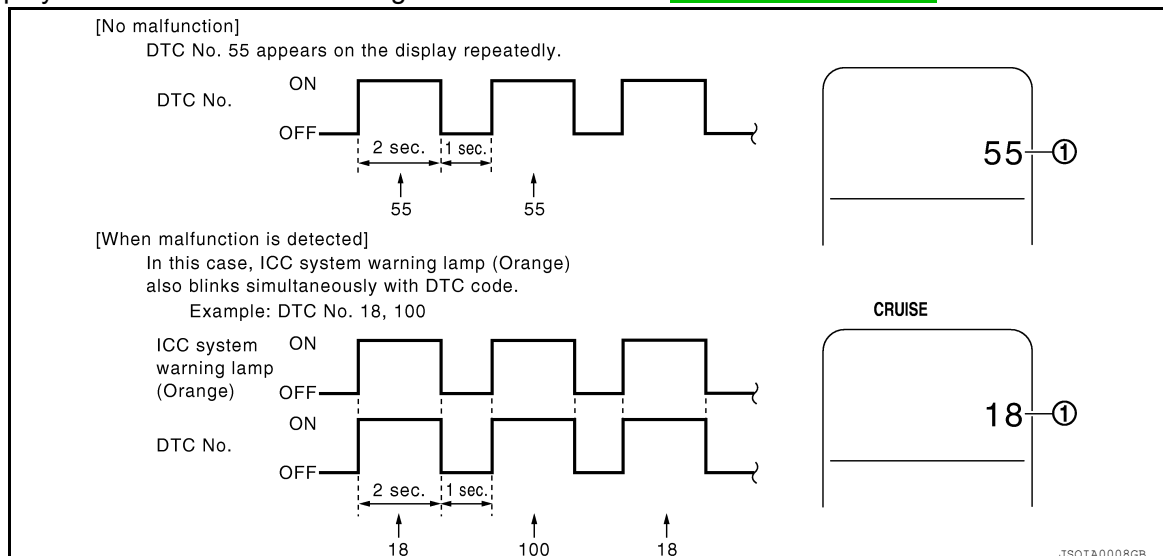 [No malfunction]
DTC No. 55 appears on the display repeatedly.
DTC No.
ON
OFF
2 sec.
1 sec.
55
55
55
①
[When malfunction is detected]
In this case, ICC system warning lamp (Orange)
also blinks simultaneously with DTC code.
Example: DTC No. 18, 100
ICC system
warning lamp
(Orange)
ON
OFF
DTC No.
ON
OFF
2 sec.
1 sec.
18
100
18
CRUISE
18
①
JSOIA0008GB